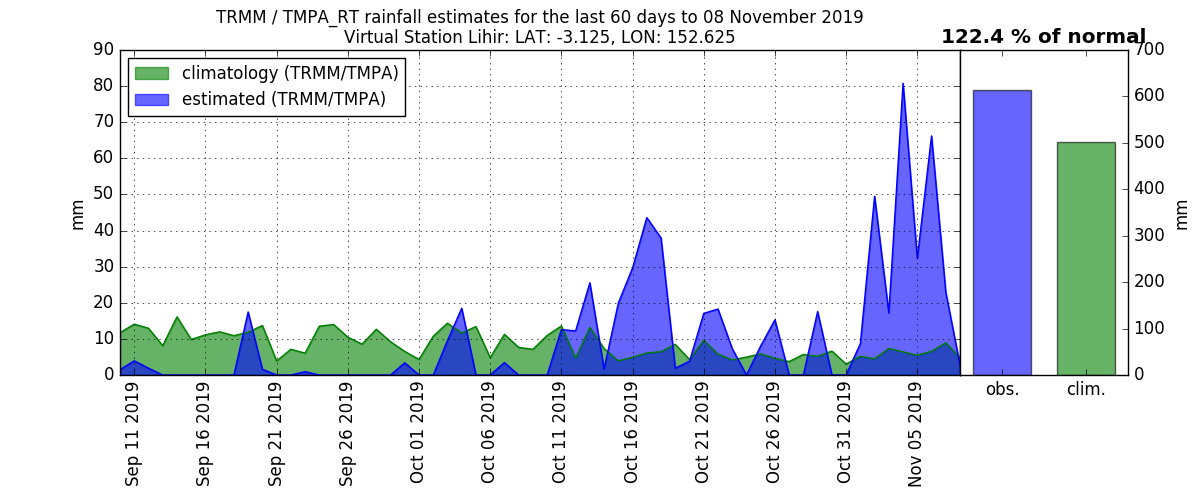 TRMM / TMPA_RT rainfall estimates for the last 60 days to 08 November 2019
Virtual Station Lihir: LAT: -3.125, LON: 152.625
122.4 % of normal
climatology (TRMM/TMPA)
estimated (TRMM/TMPA)
mm
90
80
70
60
50
40
30
20
10
0
Sep 11 2019
Sep 16 2019
Sep 21 2019
Sep 26 2019
Oct 01 2019
Oct 06 2019
Oct 11 2019
Oct 16 2019
Oct 21 2019
Oct 26 2019
Oct 31 2019
Nov 05 2019
700
600
500
400
300
200
100
0
mm
obs.
clim.